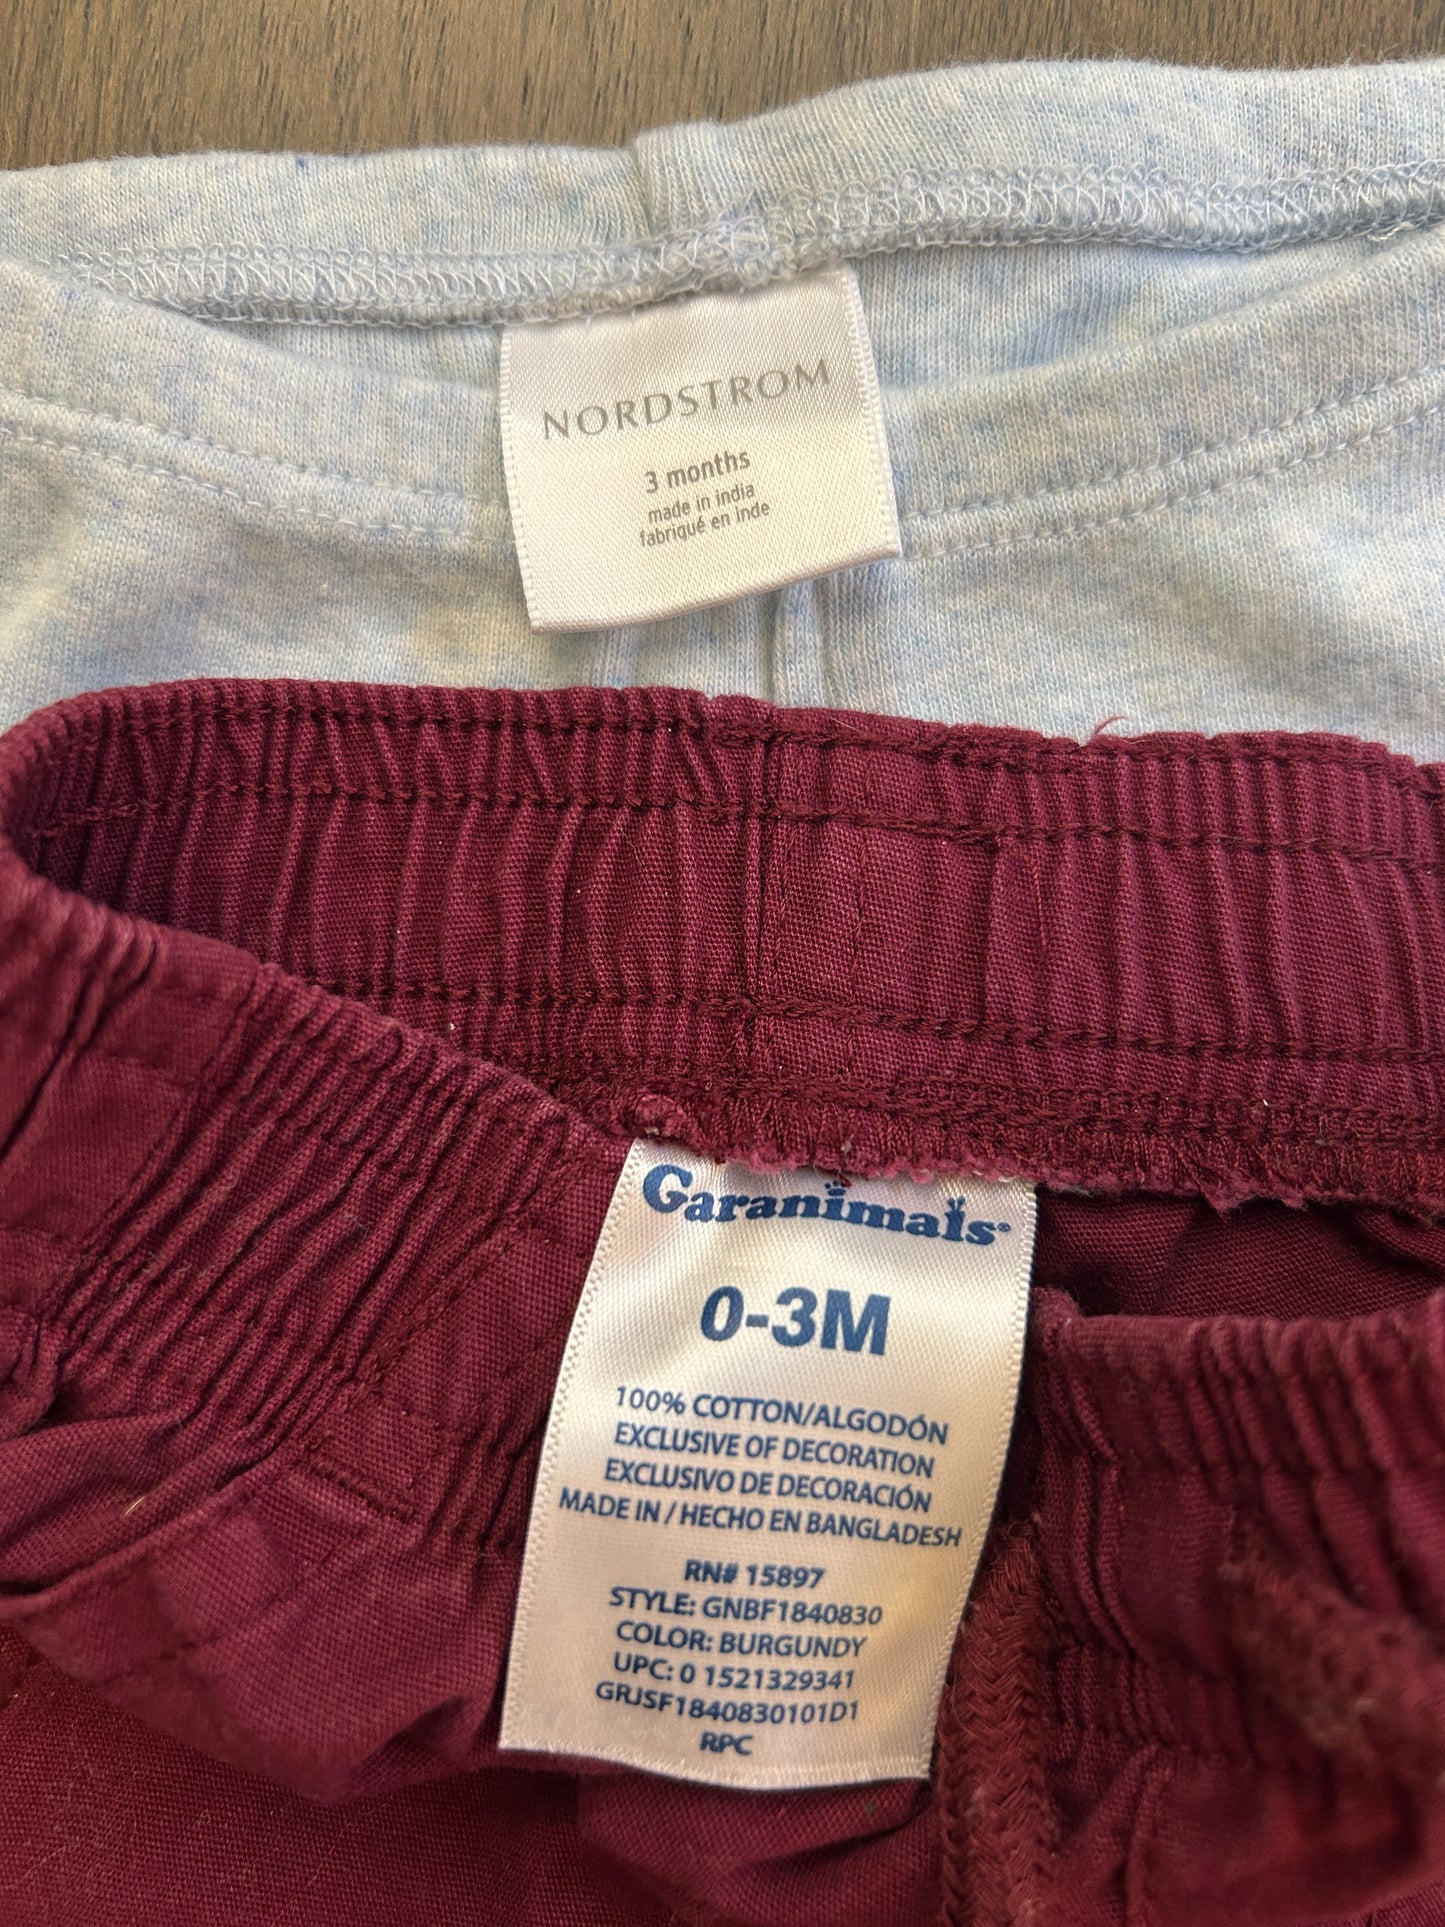 NORDSTROM
3 months
made in india
fabriqué en inde
Garanimals®
0-3M
100% COTTON/ALGODÓN
EXCLUSIVE OF DECORATION
EXCLUSIVO DE DECORACIÓN
MADE IN / HECHO EN BANGLADESH
RN# 15897
STYLE: GNBF1840830
COLOR: BURGUNDY
UPC: 0 1521329341
GRJSF1840830101D1
RPC